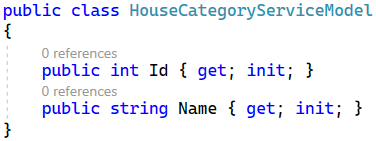 public class HouseCategoryServiceModel
{
0 references
public int Id { get; init; }
0 references
public string Name { get; init; }
}